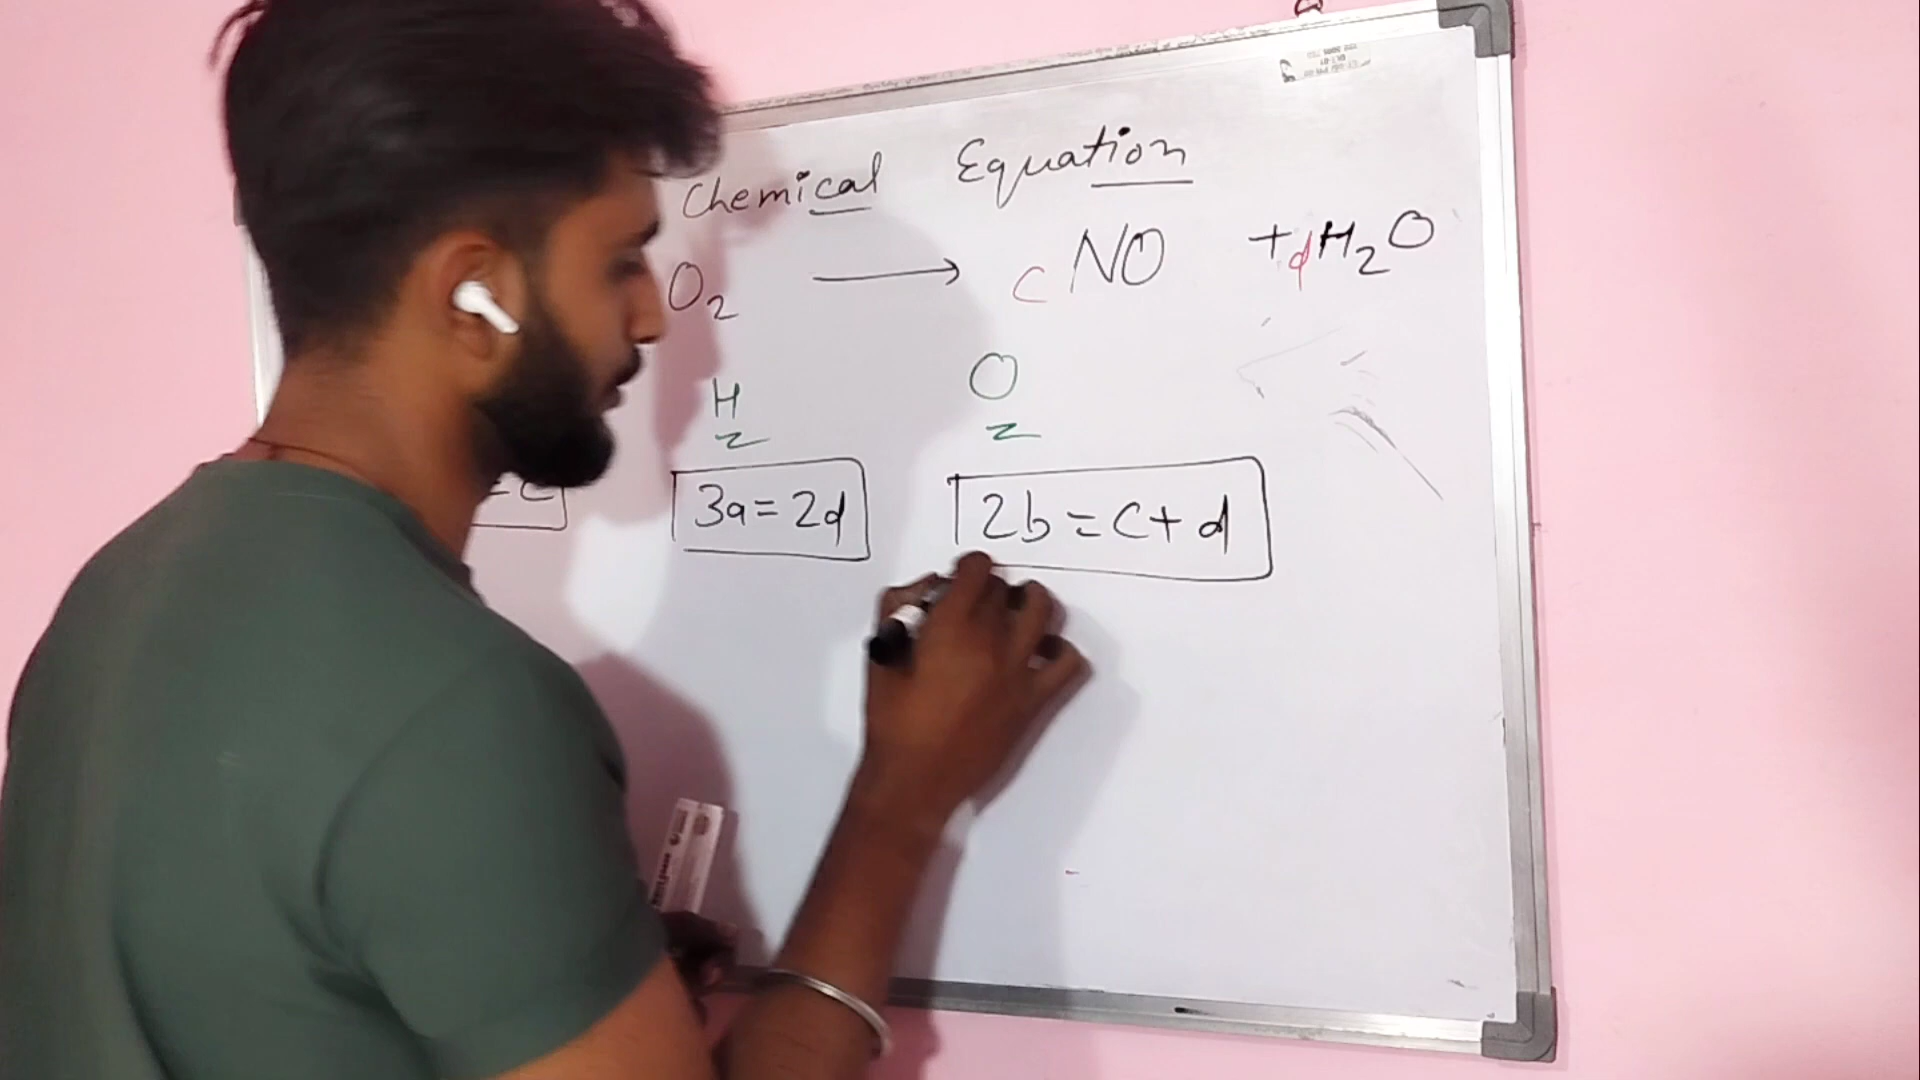 Chemical Equation
O2 → c NO + d H2O
H O
= c 3a = 2d 2b = c + d